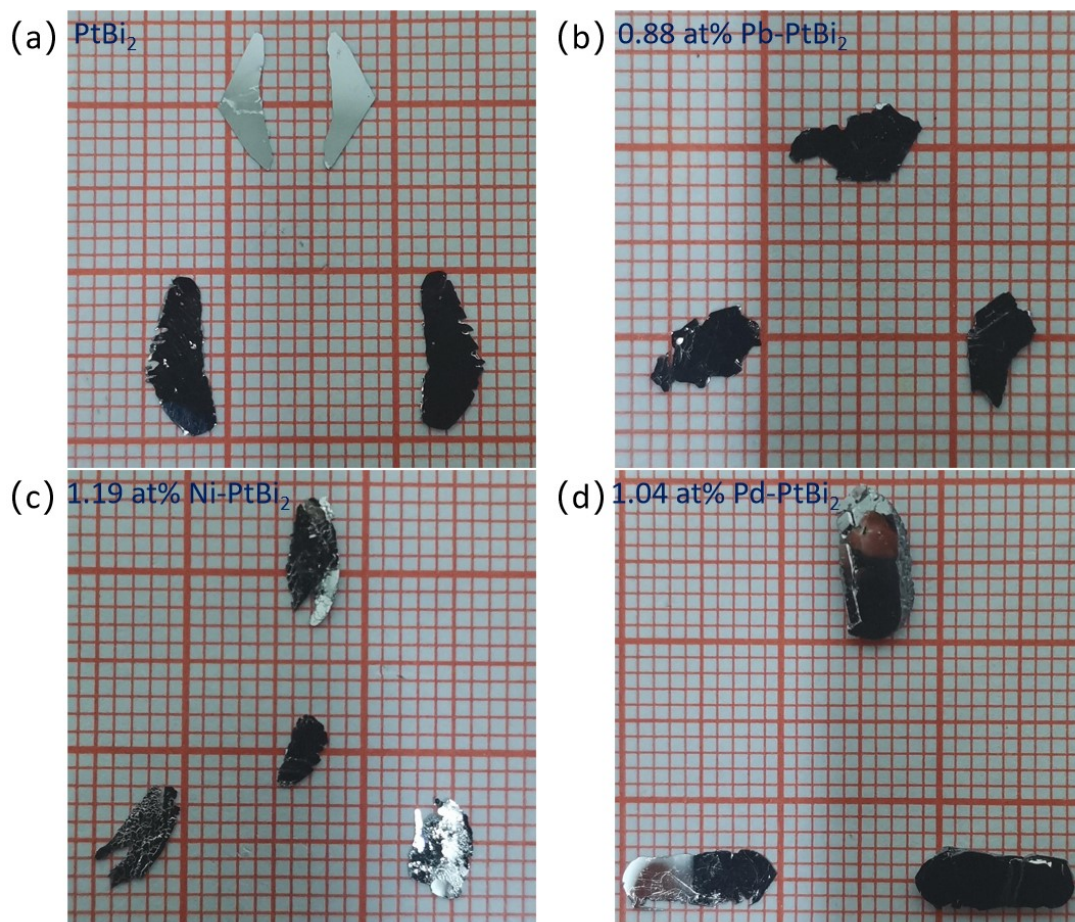 (a) PtBi₂
(b) 0.88 at% Pb-PtBi₂
(c) 1.19 at% Ni-PtBi₂
(d) 1.04 at% Pd-PtBi₂